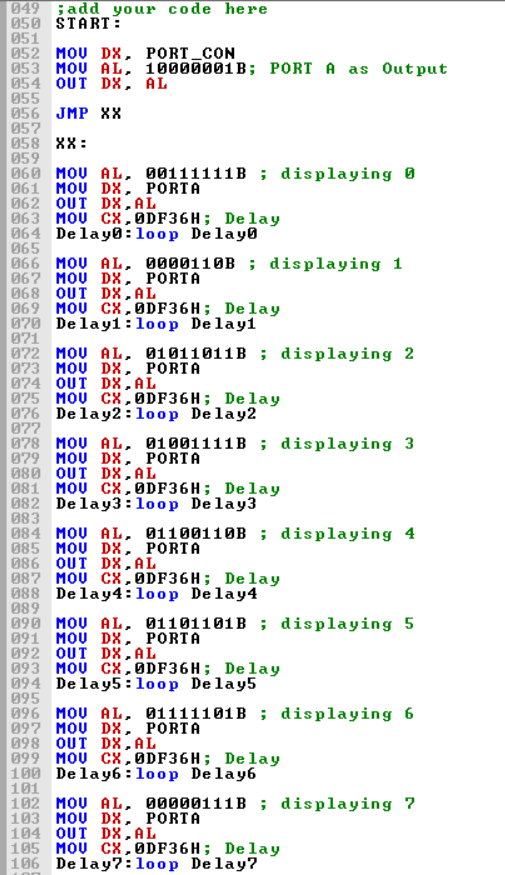 049 ;add your code here
050 START:
051
052 MOV DX, PORT_CON
053 MOV AL, 10000001B; PORT A as Output
054 OUT DX, AL
055
056 JMP XX
057
058 XX:
059
060 MOV AL, 00111111B ; displaying 0
061 MOV DX, PORTA
062 OUT DX,AL
063 MOV CX,0DF36H; Delay
064 Delay0:loop Delay0
065
066 MOV AL, 0000110B ; displaying 1
067 MOV DX, PORTA
068 OUT DX,AL
069 MOV CX,0DF36H; Delay
070 Delay1:loop Delay1
071
072 MOV AL, 01011011B ; displaying 2
073 MOV DX, PORTA
074 OUT DX,AL
075 MOV CX,0DF36H; Delay
076 Delay2:loop Delay2
077
078 MOV AL, 01001111B ; displaying 3
079 MOV DX, PORTA
080 OUT DX,AL
081 MOV CX,0DF36H; Delay
082 Delay3:loop Delay3
083
084 MOV AL, 01100110B ; displaying 4
085 MOV DX, PORTA
086 OUT DX,AL
087 MOV CX,0DF36H; Delay
088 Delay4:loop Delay4
089
090 MOV AL, 01101101B ; displaying 5
091 MOV DX, PORTA
092 OUT DX,AL
093 MOV CX,0DF36H; Delay
094 Delay5:loop Delay5
095
096 MOV AL, 01111101B ; displaying 6
097 MOV DX, PORTA
098 OUT DX,AL
099 MOV CX,0DF36H; Delay
100 Delay6:loop Delay6
101
102 MOV AL, 00000111B ; displaying 7
103 MOV DX, PORTA
104 OUT DX,AL
105 MOV CX,0DF36H; Delay
106 Delay7:loop Delay7